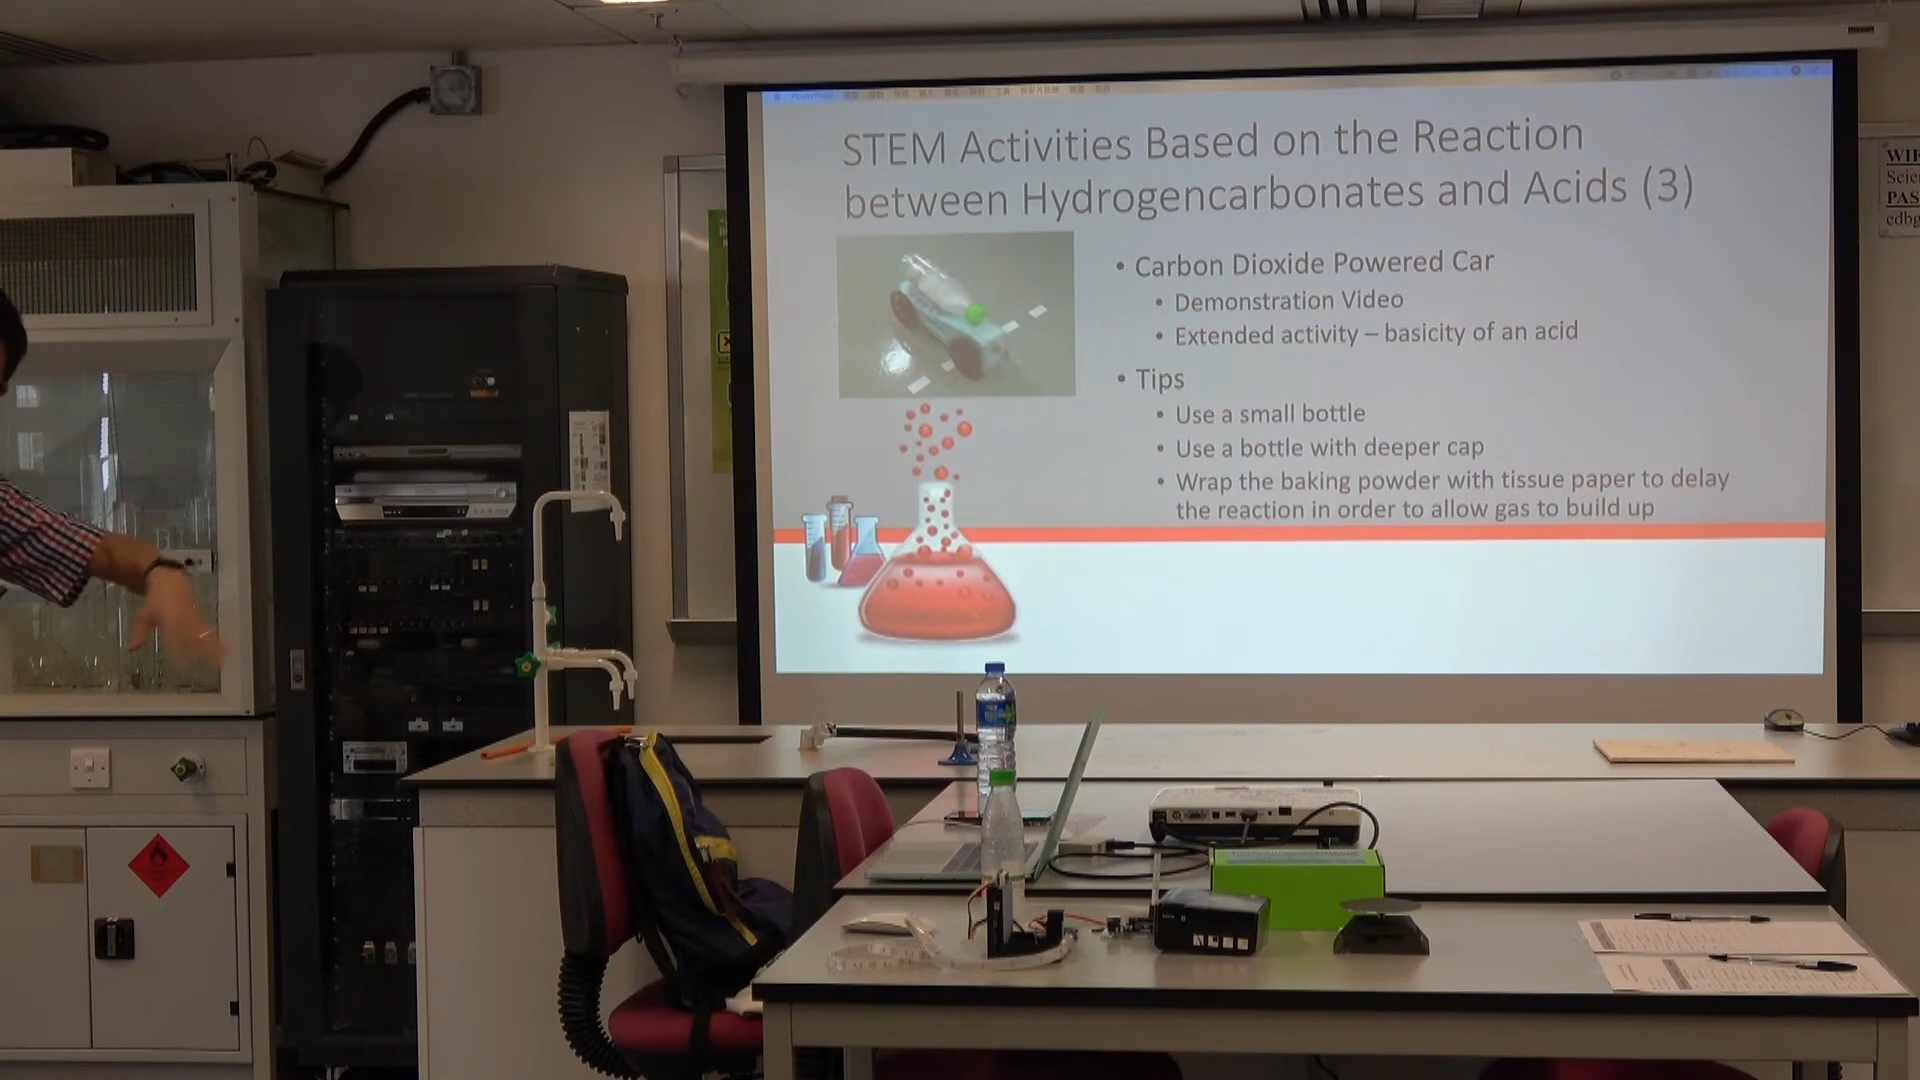 STEM Activities Based on the Reaction
between Hydrogencarbonates and Acids (3)
• Carbon Dioxide Powered Car
• Demonstration Video
• Extended activity – basicity of an acid
• Tips
• Use a small bottle
• Use a bottle with deeper cap
• Wrap the baking powder with tissue paper to delay
the reaction in order to allow gas to build up